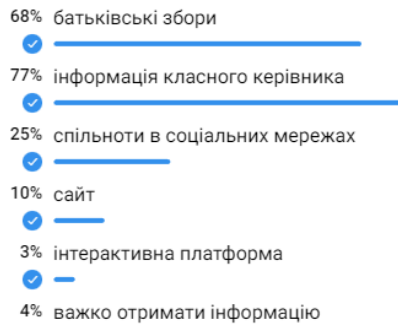 68% батьківські збори
77% інформація класного керівника
25% спільноти в соціальних мережах
10% сайт
3% інтерактивна платформа
4% важко отримати інформацію